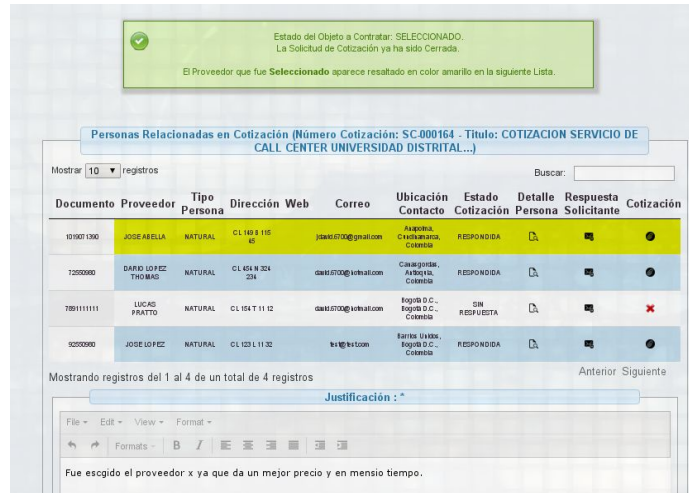 Estado del Objeto a Contratar: SELECCIONADO.
La Solicitud de Cotización ya ha sido Cerrada.
El Proveedor que fue Seleccionado aparece resaltado en color amarillo en la siguiente Lista.
Personas Relacionadas en Cotización (Número Cotización: SC-000164 - Titulo: COTIZACION SERVICIO DE
CALL CENTER UNIVERSIDAD DISTRITAL...)
Mostrar 10 registros
Buscar:
Documento Proveedor Tipo Persona Dirección Web Correo Ubicación Contacto Estado Cotización Detalle Persona Respuesta Solicitante Cotización
1019071390 JOSE ABELLA NATURAL CL 149 B 115 65 jdavid.6700@gmail.com Anapoima, Cundinamarca, Colombia RESPONDIDA
72550980 DARIO LOPEZ THOMAS NATURAL CL 454 N 324 234 david.6700@hotmail.com Antioquia, Colombia RESPONDIDA
7891111111 LUCAS PRATTO NATURAL CL 154 T 11 12 david.6700@hotmail.com Bogotá D.C., Bogotá D.C., Colombia SIN RESPUESTA
92550980 JOSE LOPEZ NATURAL CL 123 L 11 32 test@test.com Barrios Unidos, Bogotá D.C., Colombia RESPONDIDA
Mostrando registros del 1 al 4 de un total de 4 registros
Anterior Siguiente
Justificación : *
File Edit View Format
Formats B I
Fue escgido el proveedor x ya que da un mejor precio y en mensio tiempo.